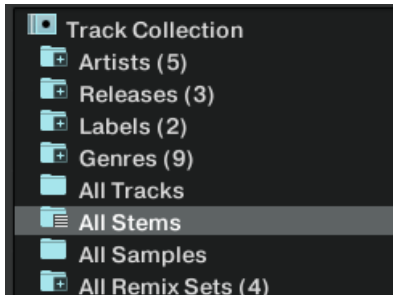 Track Collection
Artists (5)
Releases (3)
Labels (2)
Genres (9)
All Tracks
All Stems
All Samples
All Remix Sets (4)